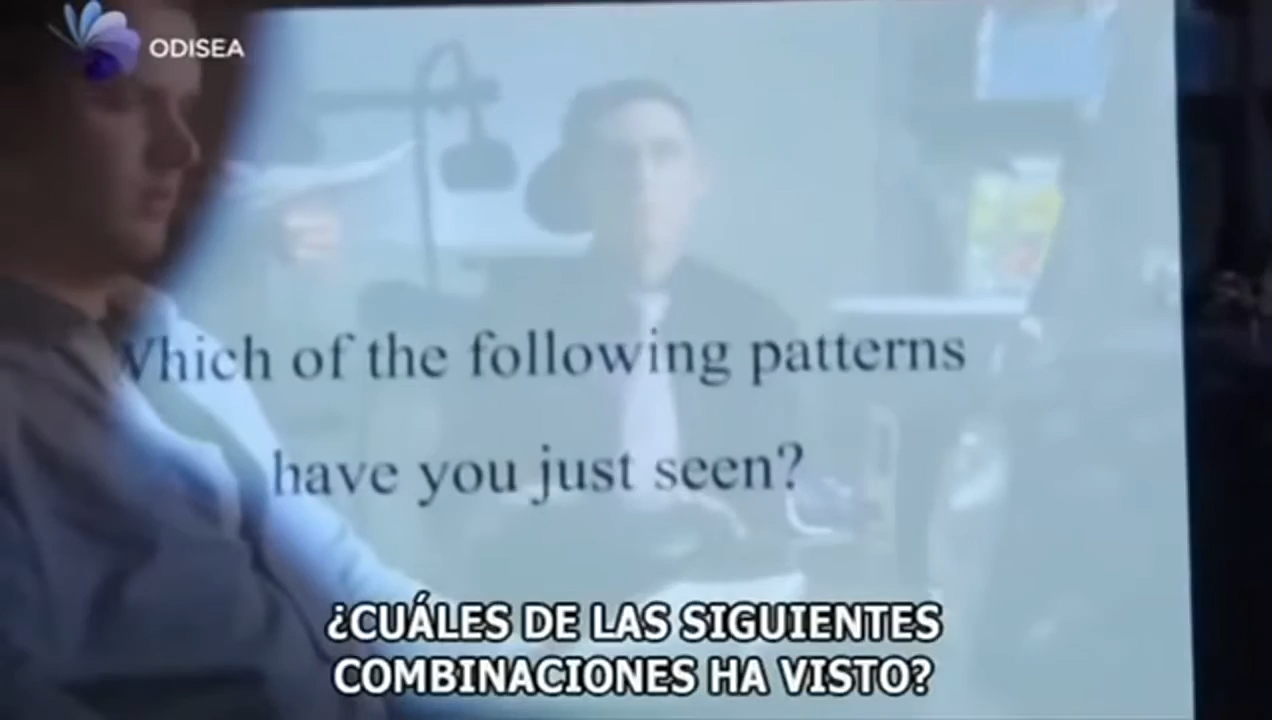 ODISEA
Which of the following patterns
have you just seen?
¿CUÁLES DE LAS SIGUIENTES
COMBINACIONES HA VISTO?